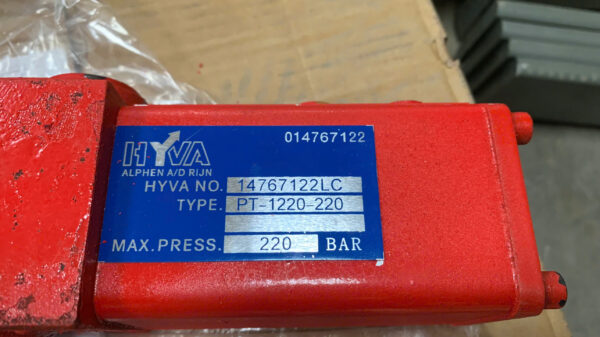 014767122
HYVA
ALPHEN A/D RIJN
HYVA NO. 14767122LC
TYPE. PT-1220-220
MAX.PRESS. 220 BAR